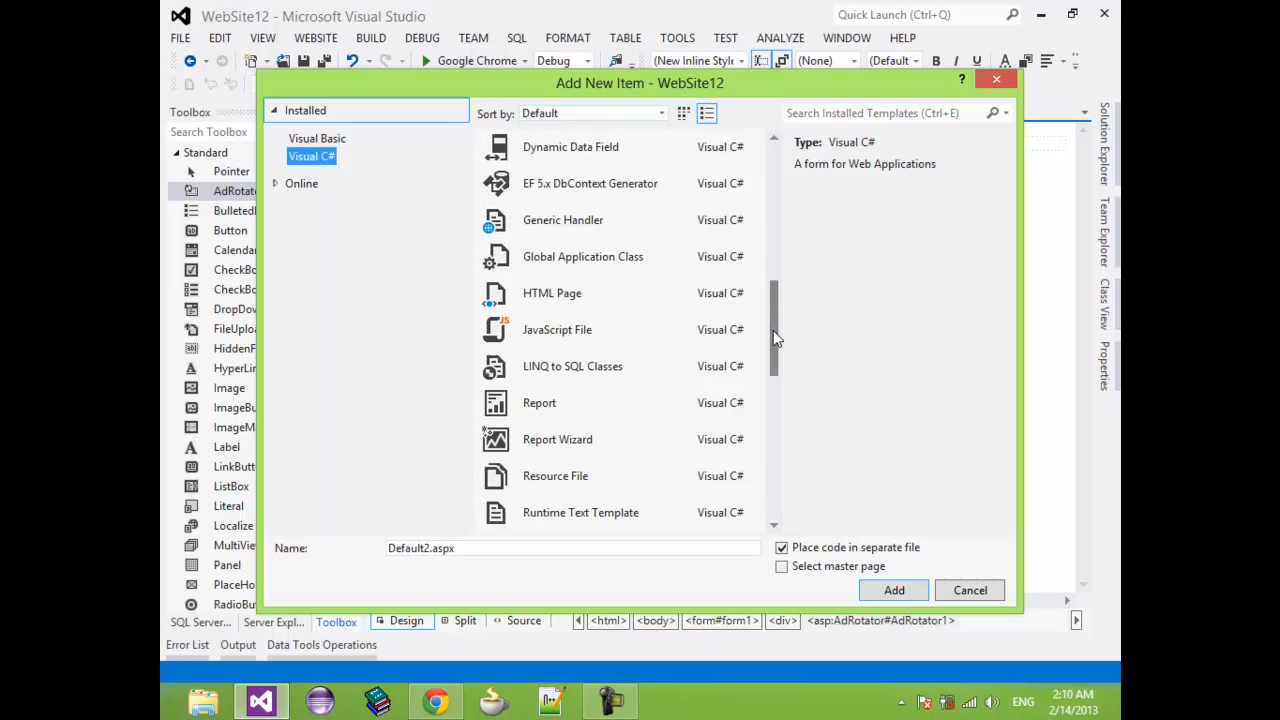 WebSite12 - Microsoft Visual Studio
Quick Launch (Ctrl+Q)
FILE EDIT VIEW WEBSITE BUILD DEBUG TEAM SQL FORMAT TABLE TOOLS TEST ANALYZE WINDOW HELP
Google Chrome Debug (New Inline Style (None) (Default B I U A
Add New Item - WebSite12
?
Toolbox
Search Toolbox
Standard
Pointer
AdRotato
BulletedL
Button
Calendar
CheckBo
CheckBo
DropDow
FileUploa
HiddenF
HyperLin
Image
ImageBu
ImageM
Label
LinkButt
ListBox
Literal
Localize
MultiVie
Panel
PlaceHo
RadioBu
Installed
Visual Basic
Visual C#
Online
Sort by: Default
Search Installed Templates (Ctrl+E)
Dynamic Data Field Visual C#
EF 5.x DbContext Generator Visual C#
Generic Handler Visual C#
Global Application Class Visual C#
HTML Page Visual C#
JS
JavaScript File Visual C#
LINQ to SQL Classes Visual C#
Report Visual C#
Report Wizard Visual C#
Resource File Visual C#
Runtime Text Template Visual C#
Type: Visual C#
A form for Web Applications
Name: Default2.aspx
Place code in separate file
Select master page
Add Cancel
Solution Explorer
Team Explorer
Class View
Properties
SQL Server... Server Expl... Toolbox
Design Split Source
<html> <body> <form#form1> <div> <asp:AdRotator#AdRotator1>
Error List Output Data Tools Operations
ENG
2:10 AM
2/14/2013